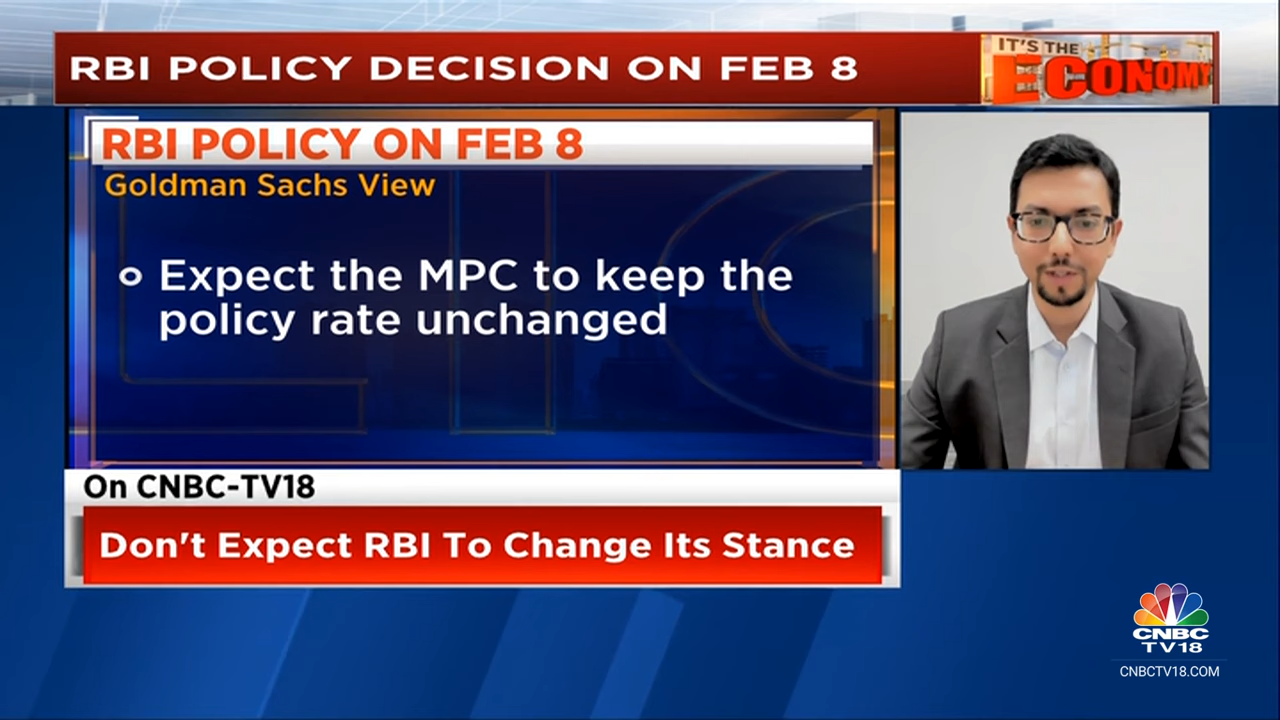 RBI POLICY DECISION ON FEB 8
IT'S THE
ECONOMY
RBI POLICY ON FEB 8
Goldman Sachs View
Expect the MPC to keep the
policy rate unchanged
On CNBC-TV18
Don't Expect RBI To Change Its Stance
CNBC
TV18
CNBCTV18.COM